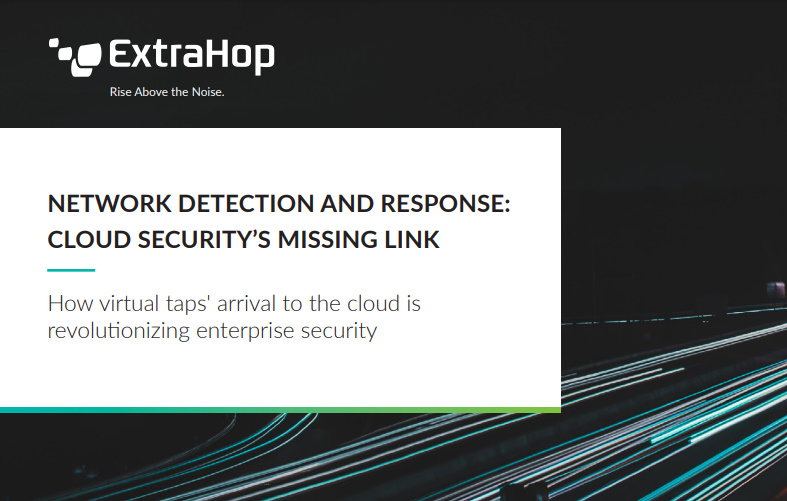 ExtraHop
Rise Above the Noise.
NETWORK DETECTION AND RESPONSE:
CLOUD SECURITY’S MISSING LINK
How virtual taps' arrival to the cloud is
revolutionizing enterprise security